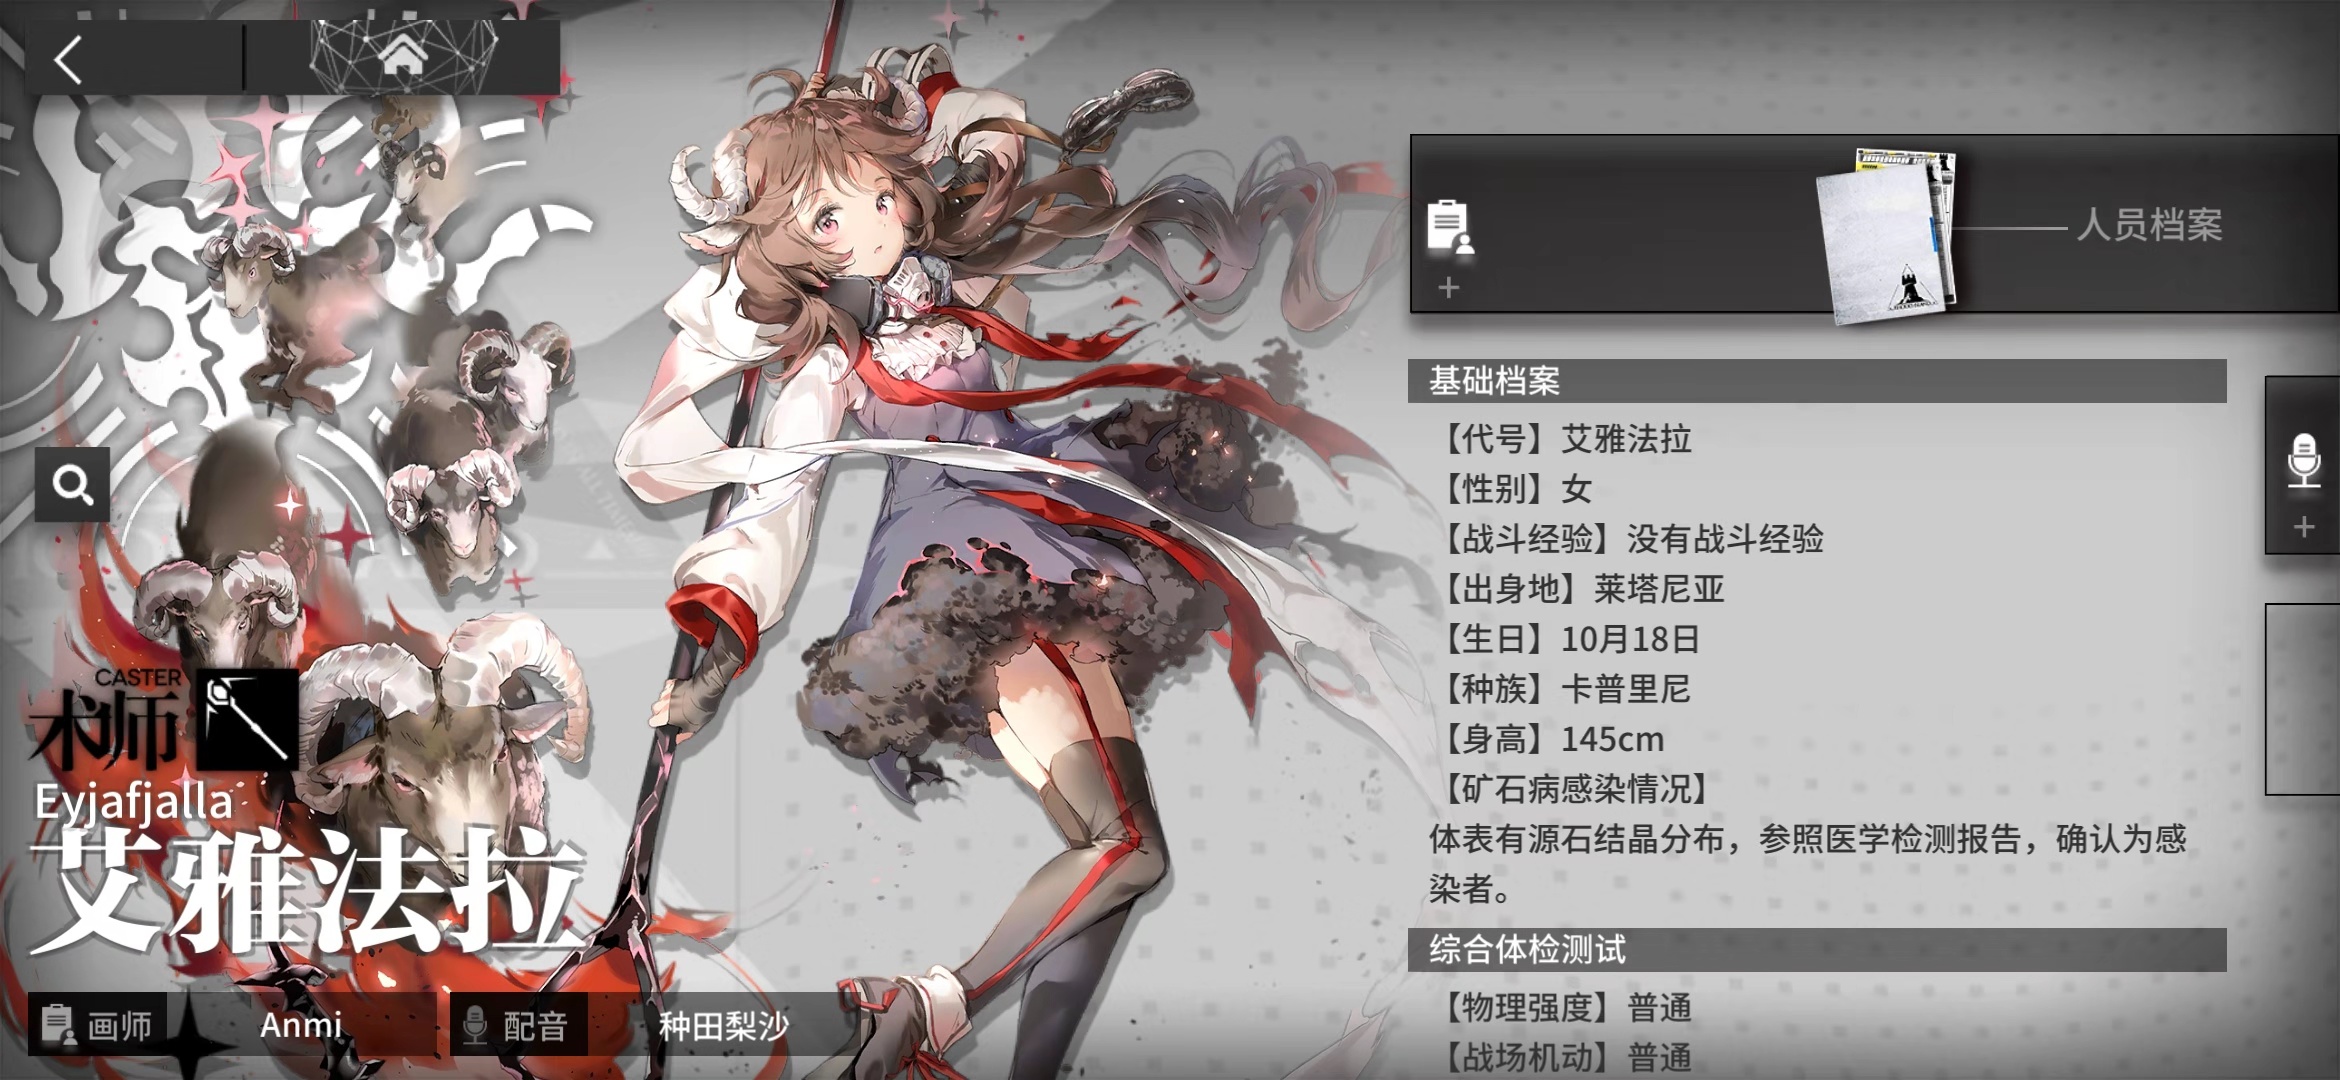 CASTER
术师
Eyjafjalla
艾雅法拉
画师
Anmi
配音
种田梨沙
人员档案
基础档案
【代号】艾雅法拉
【性别】女
【战斗经验】没有战斗经验
【出身地】莱塔尼亚
【生日】10月18日
【种族】卡普里尼
【身高】145cm
【矿石病感染情况】
体表有源石结晶分布，参照医学检测报告，确认为感
染者。
综合体检测试
【物理强度】普通
【战场机动】普通